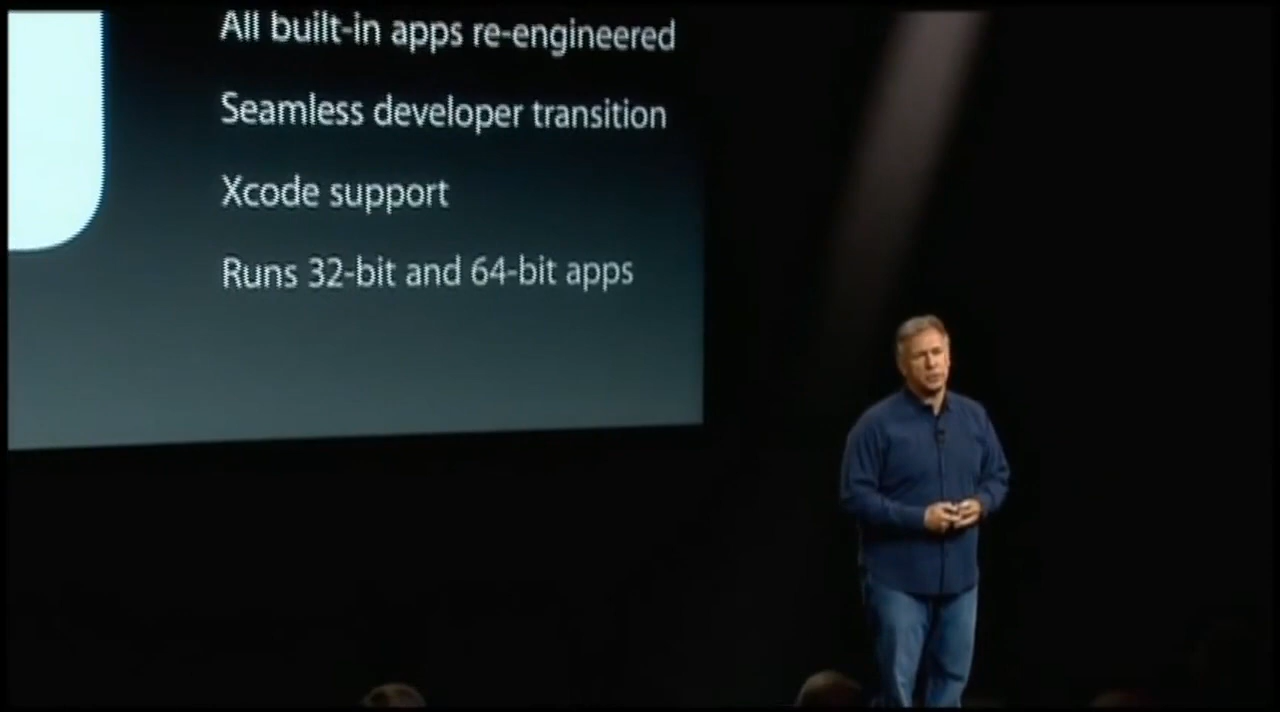 All built-in apps re-engineered
Seamless developer transition
Xcode support
Runs 32-bit and 64-bit apps